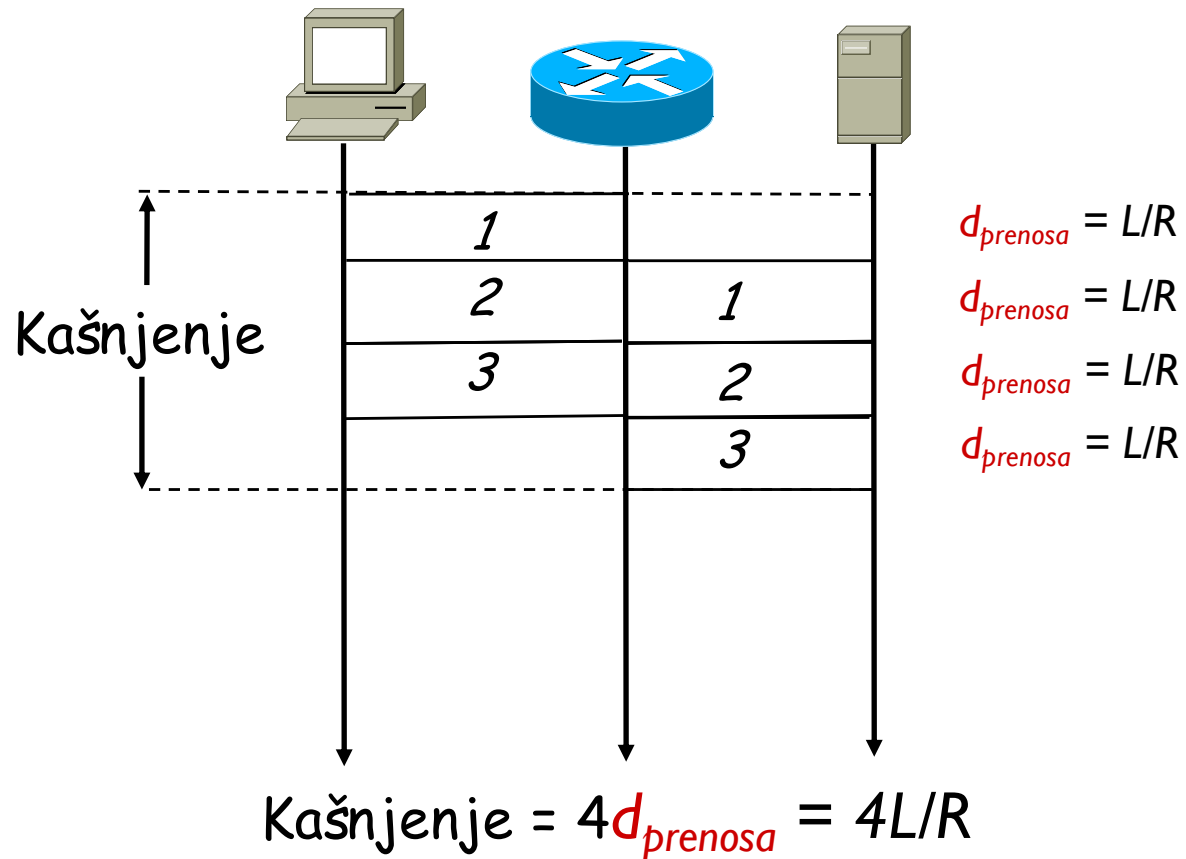 1
d_prenosa = L/R
2
1
d_prenosa = L/R
Kašnjenje
3
2
d_prenosa = L/R
3
d_prenosa = L/R
Kašnjenje = 4d_prenosa = 4L/R